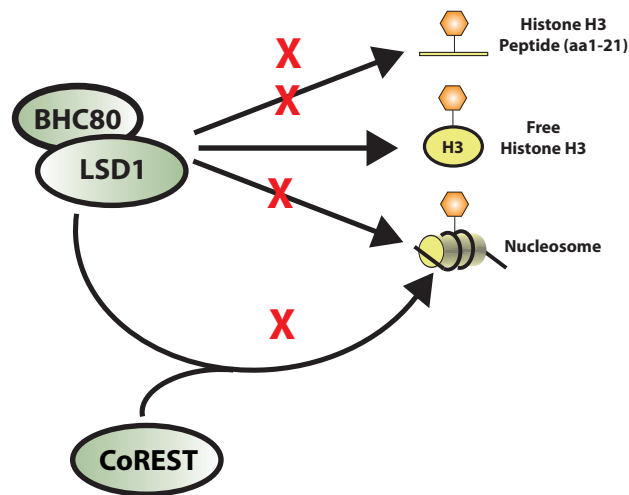 Histone H3
Peptide (aa1-21)
X
X
BHC80
LSD1
H3
Free
Histone H3
X
Nucleosome
X
CoREST